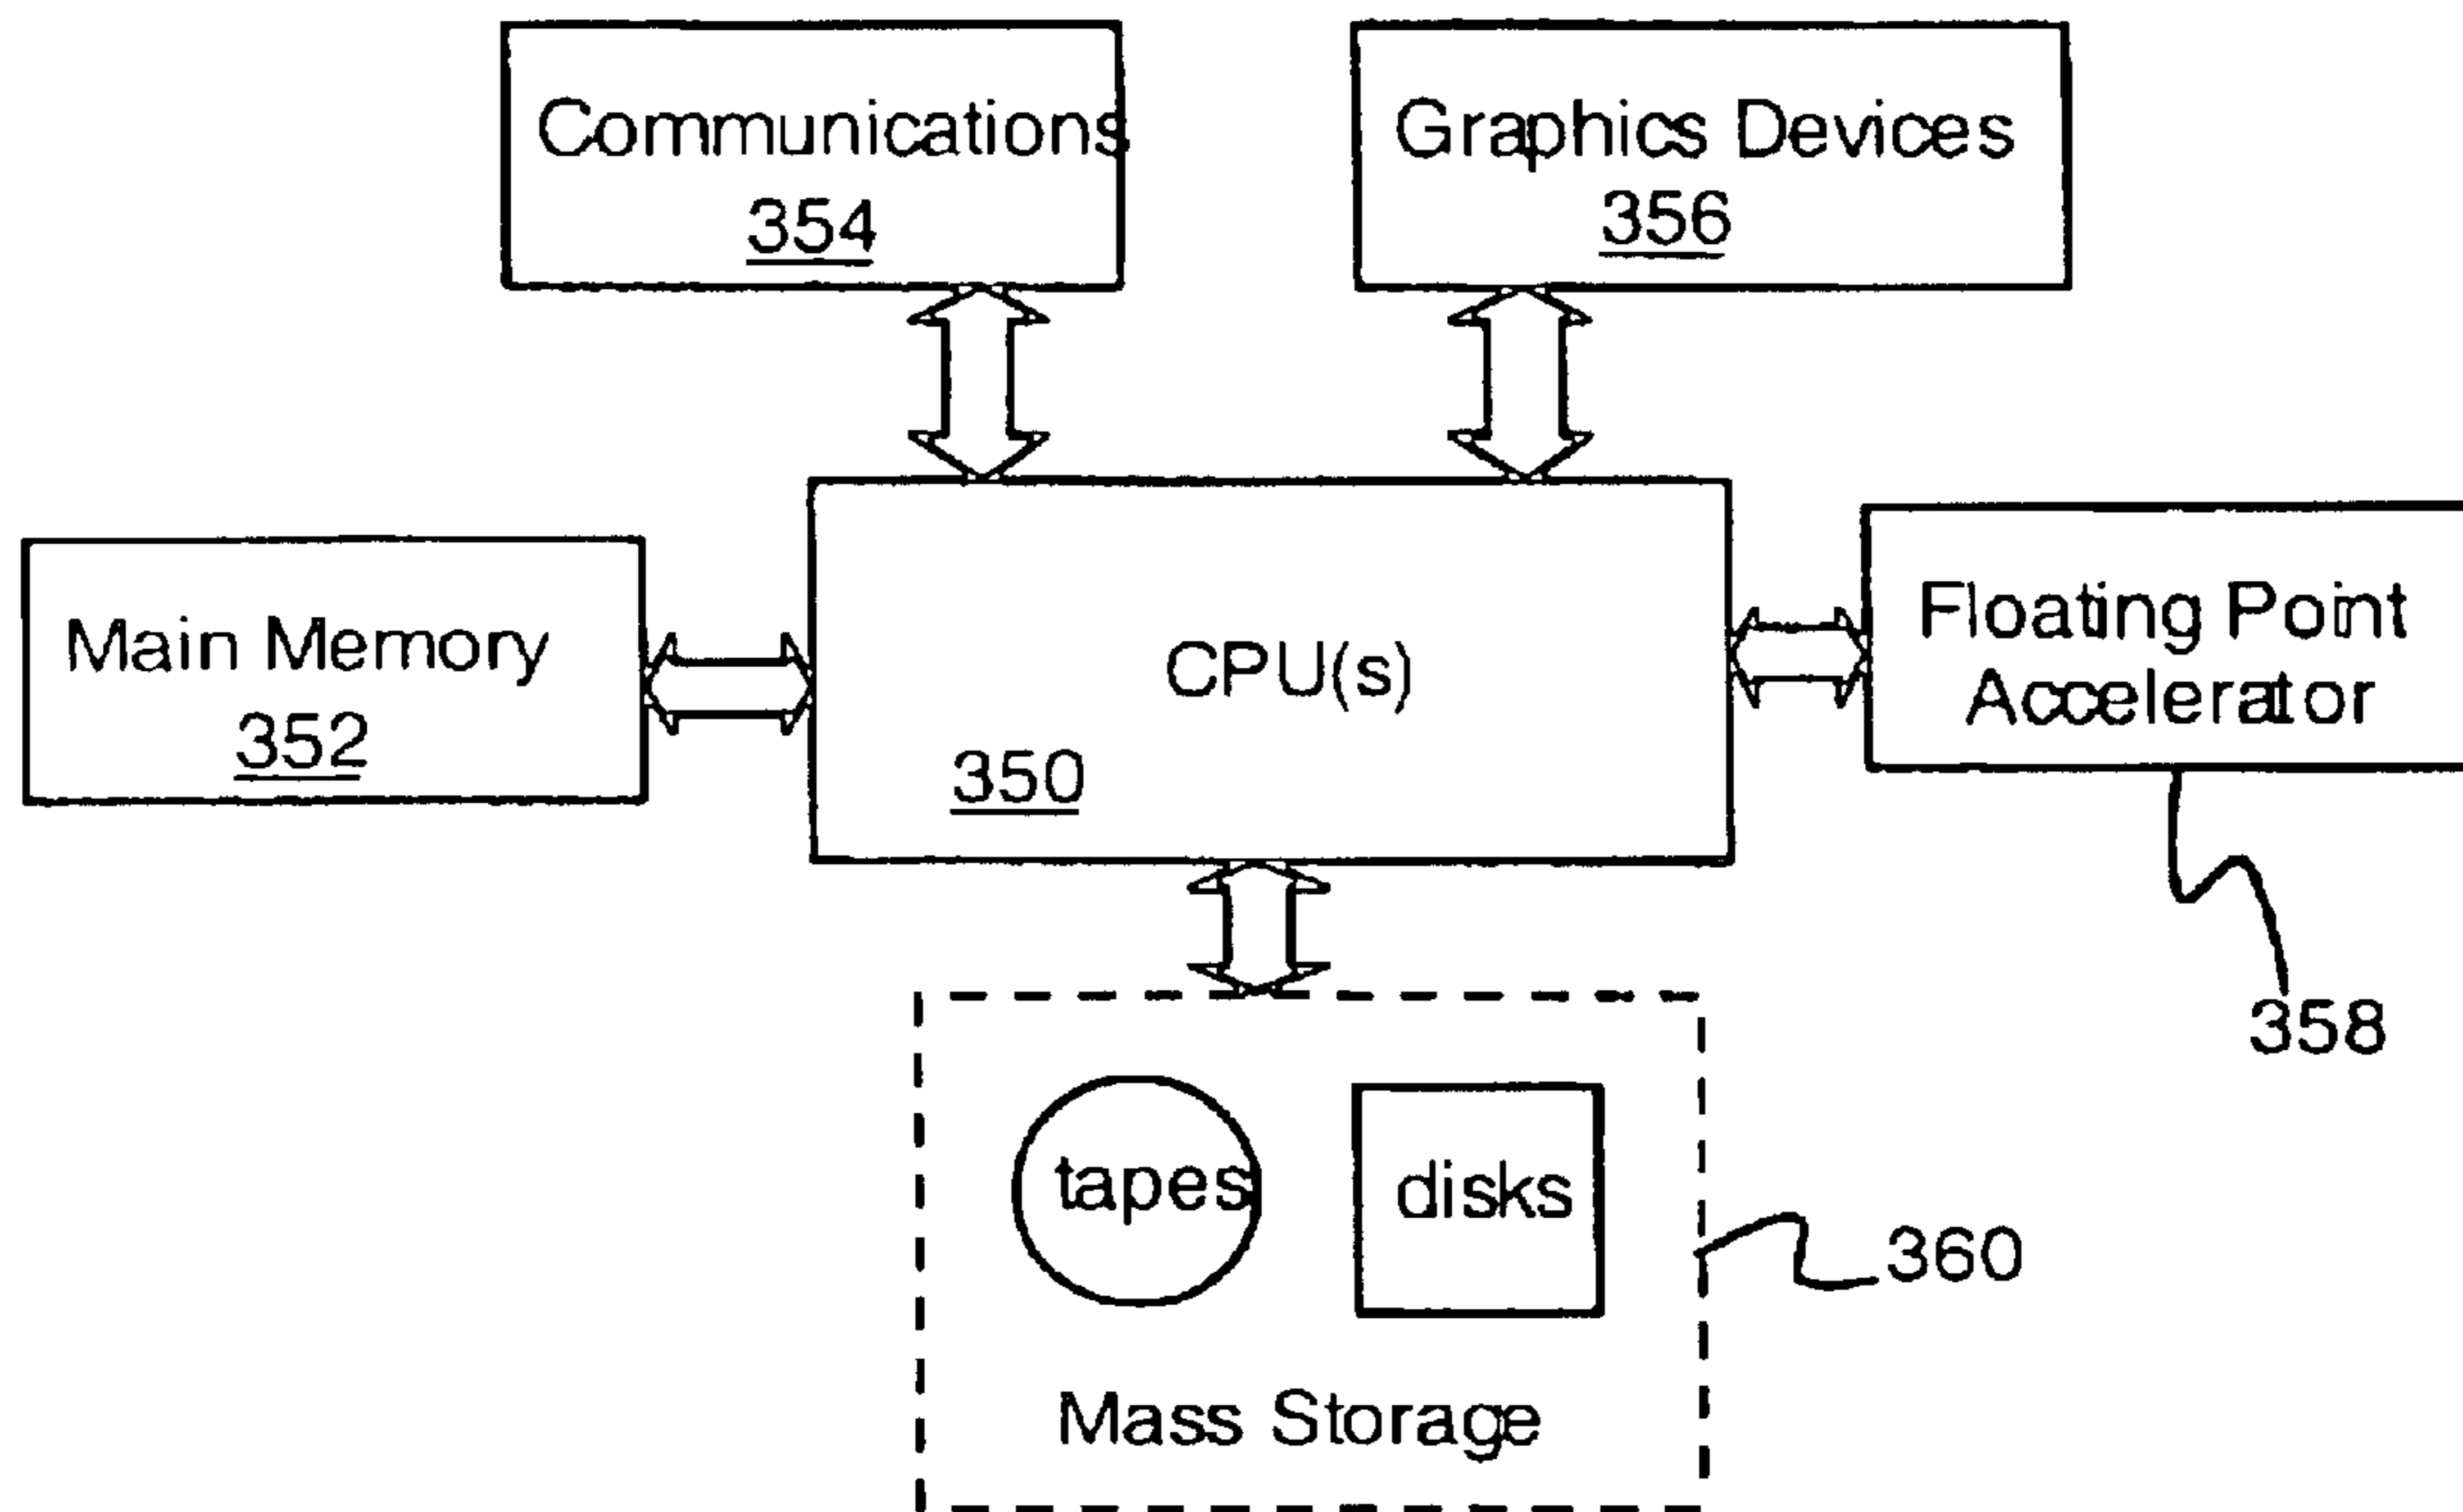 Communications
354
Graphics Devices
356
Main Memory
352
CPU(s)
350
Floating Point
Accelerator
358
tapes
disks
360
Mass Storage